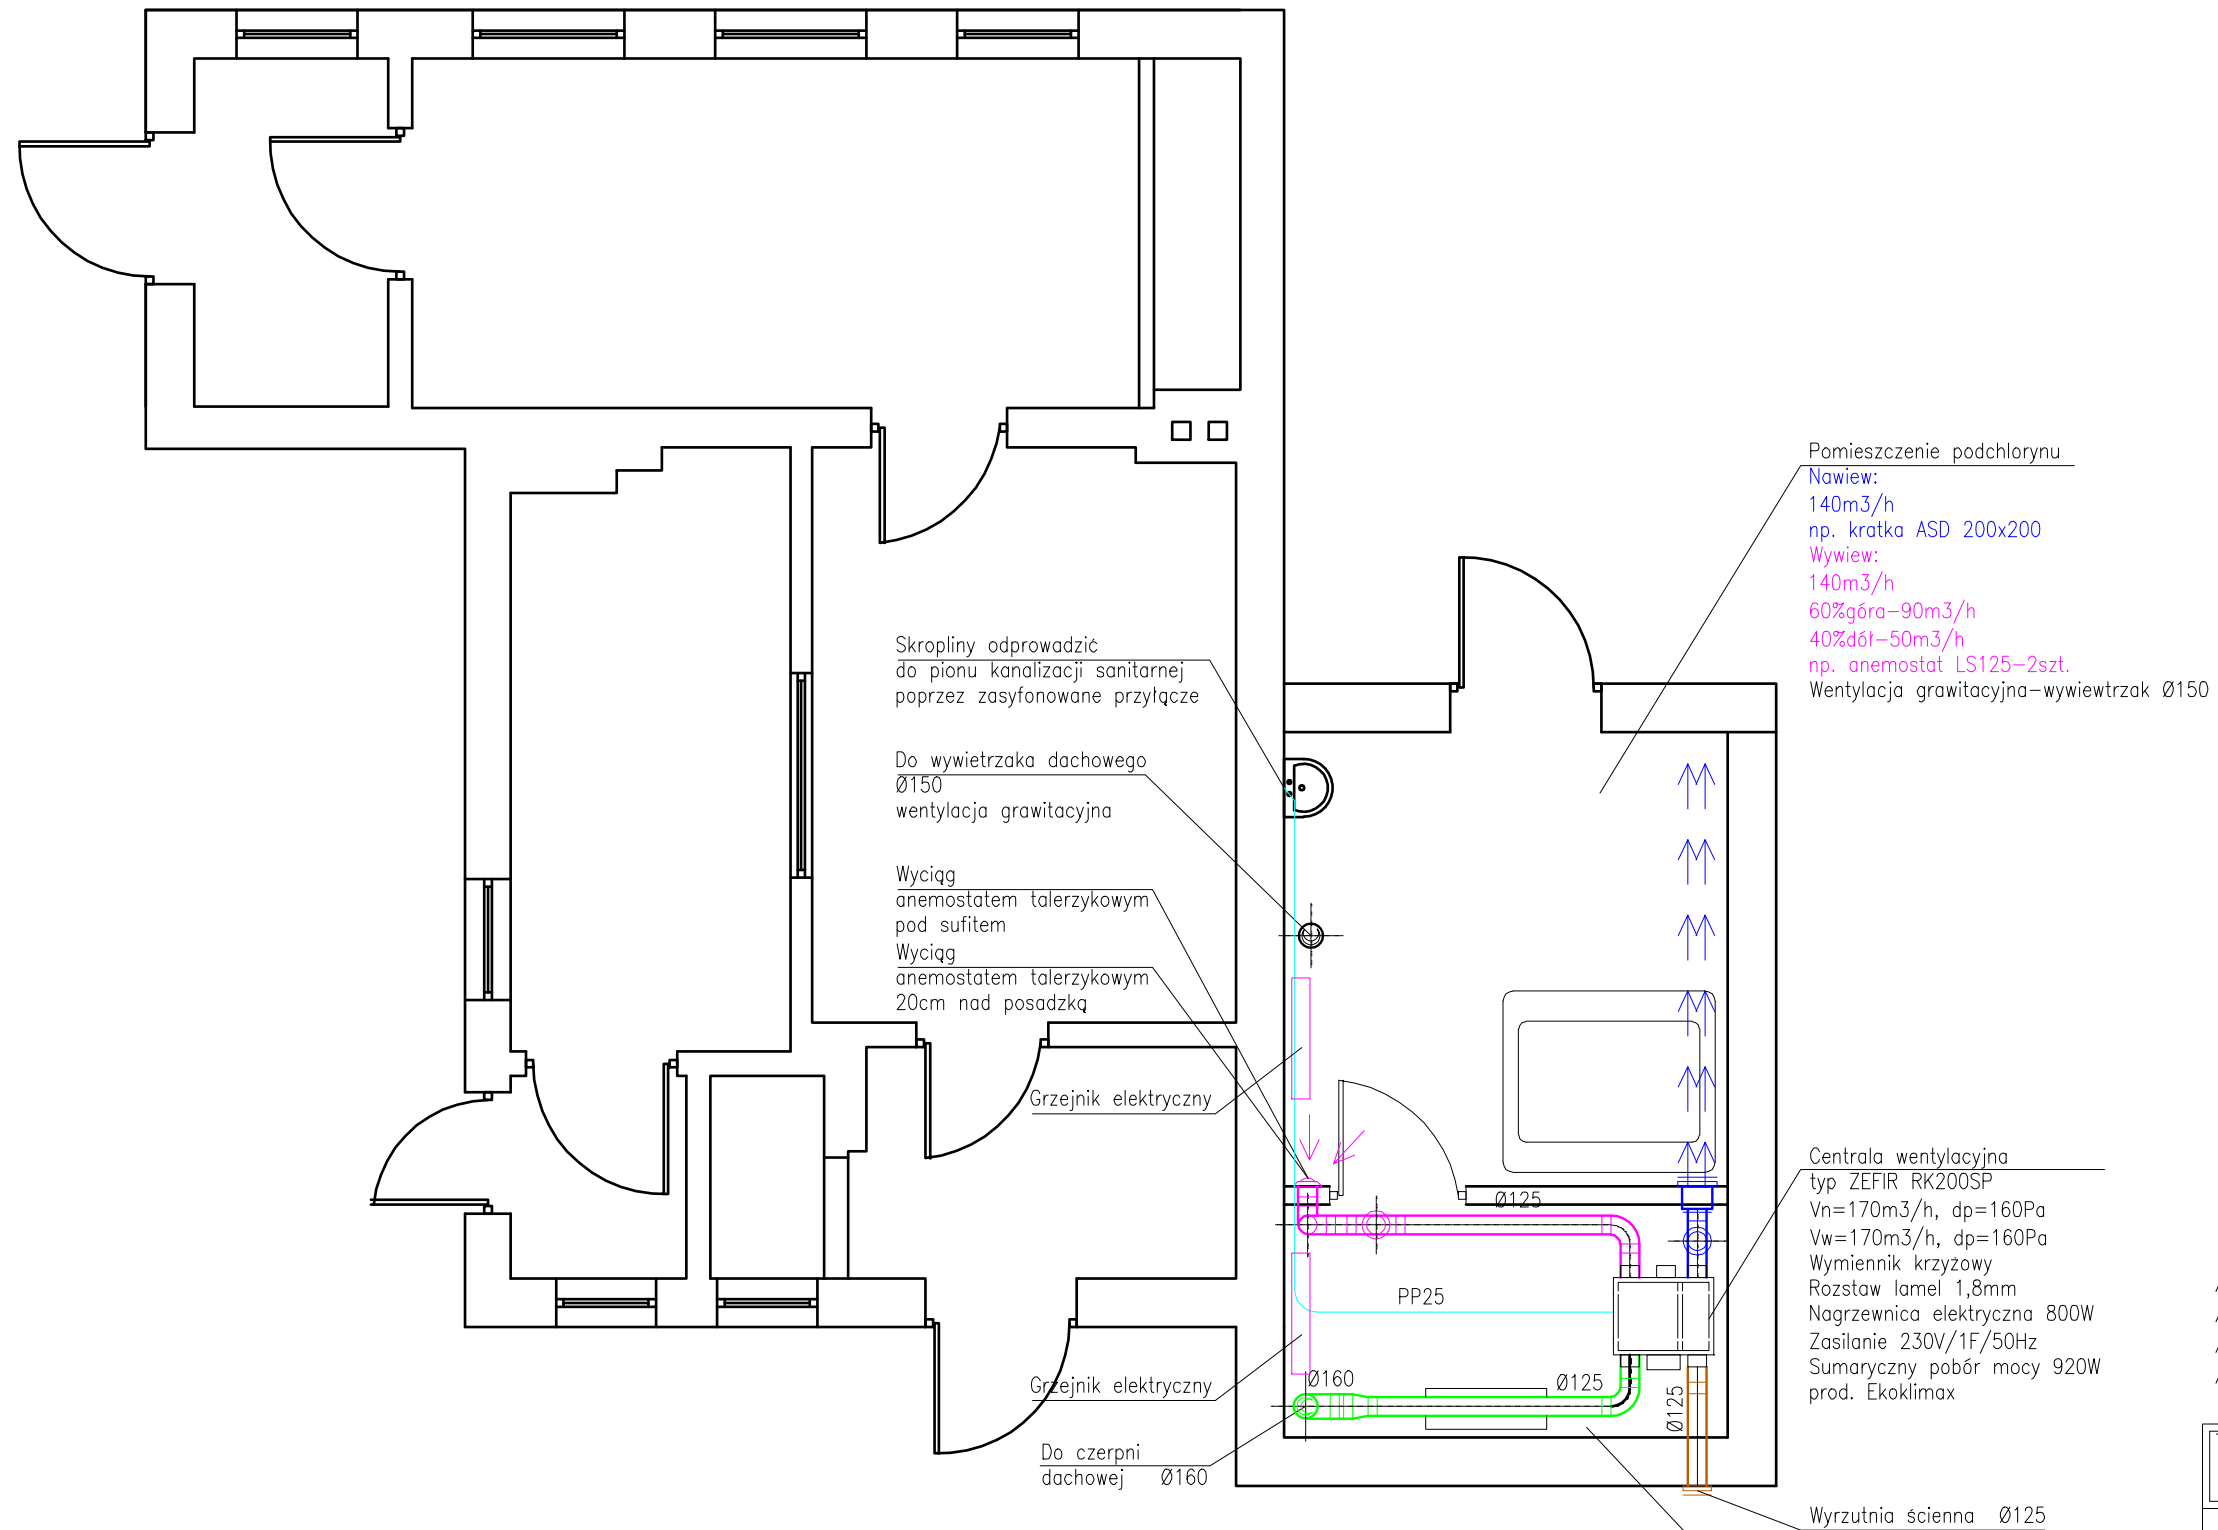 Pomieszczenie podchlorynu
Nawiew:
140m3/h
np. kratka ASD 200x200
Wywiew:
140m3/h
60%góra-90m3/h
40%dół-50m3/h
np. anemostat LS125-2szt.
Wentylacja grawitacyjna-wywiewtrzak Ø150
Skropliny odprowadzić
do pionu kanalizacji sanitarnej
poprzez zasyfonowane przyłącze
Do wywietrzaka dachowego
Ø150
wentylacja grawitacyjna
Wyciąg
anemostatem talerzykowym
pod sufitem
Wyciąg
anemostatem talerzykowym
20cm nad posadzką
Grzejnik elektryczny
Ø125
Centrala wentylacyjna
typ ZEFIR RK200SP
Vn=170m3/h, dp=160Pa
Vw=170m3/h, dp=160Pa
Wymiennik krzyżowy
Rozstaw lamel 1,8mm
Nagrzewnica elektryczna 800W
Zasilanie 230V/1F/50Hz
Sumaryczny pobór mocy 920W
prod. Ekoklimax
PP25
Grzejnik elektryczny
Ø160
Ø125
Ø125
Do czerpni
dachowej Ø160
Wyrzutnia ścienna Ø125